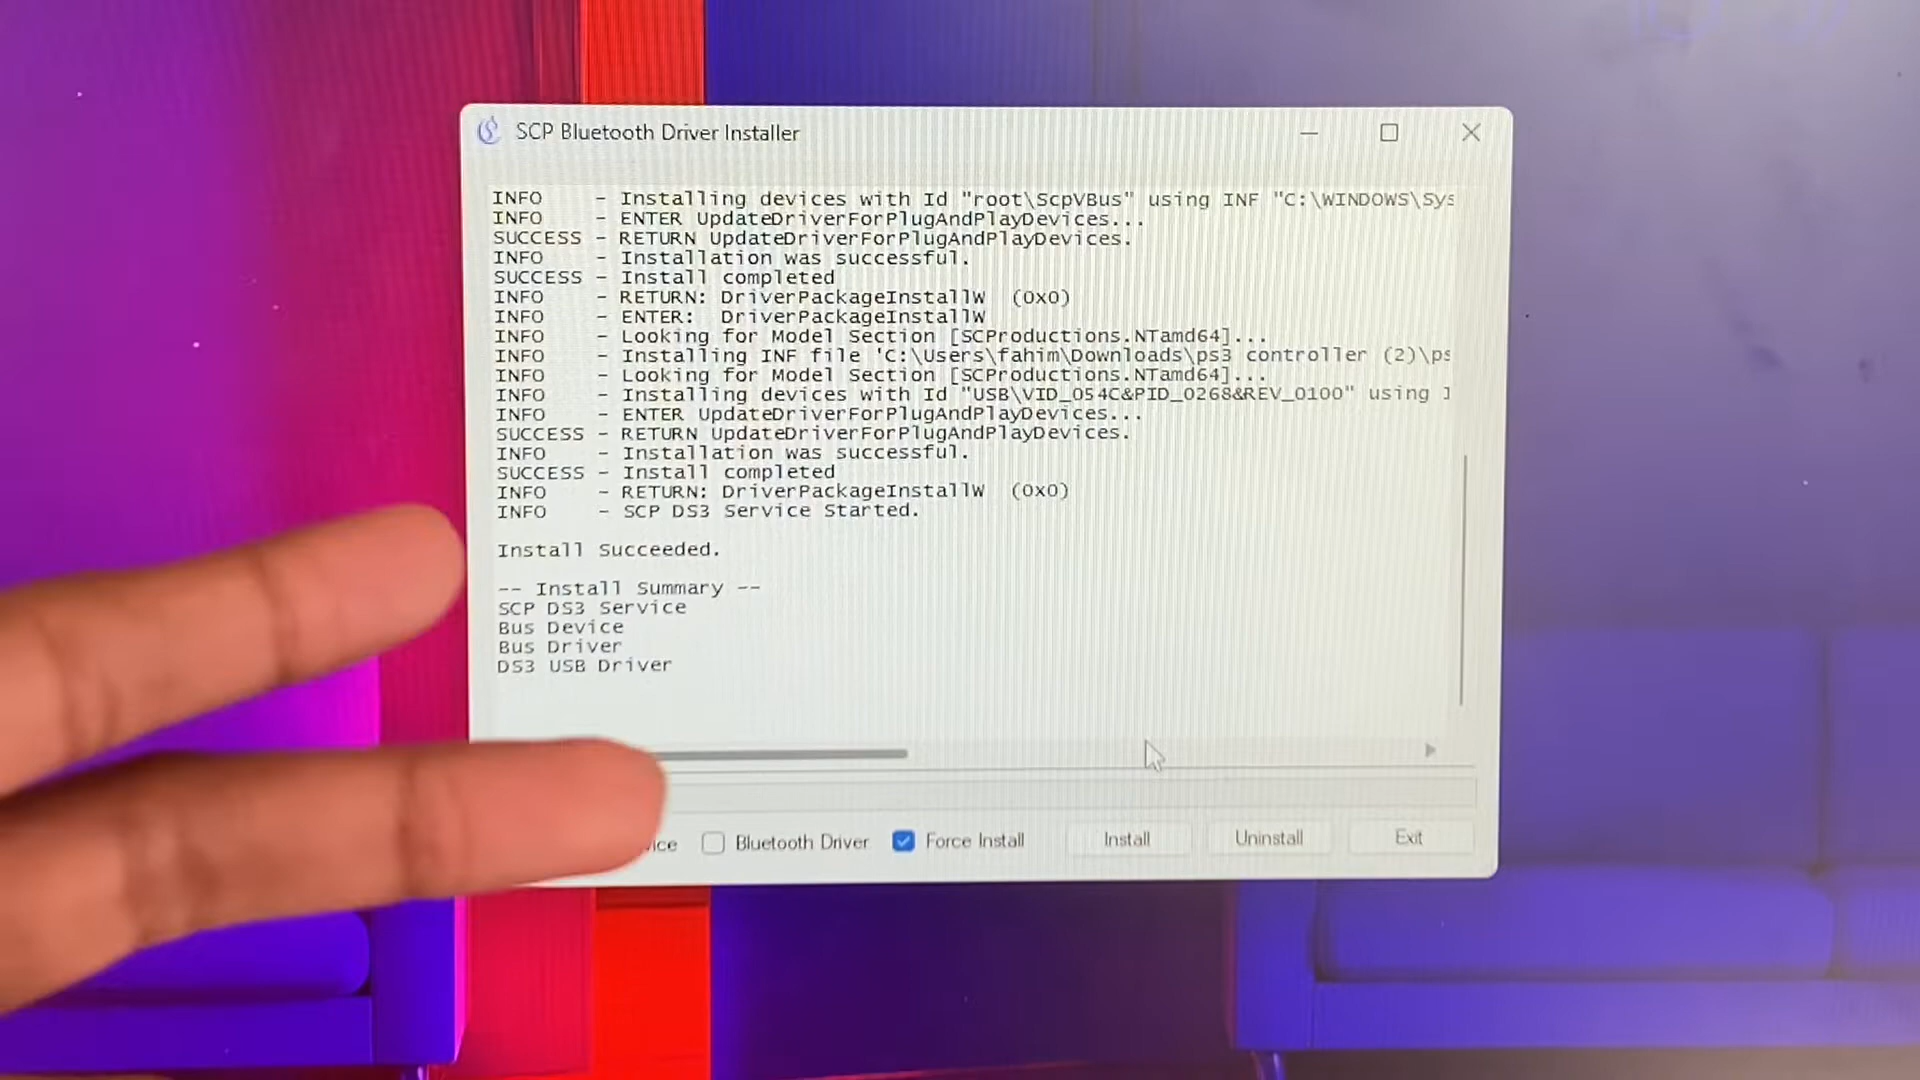 SCP Bluetooth Driver Installer
INFO - Installing devices with Id "root\ScpVBus" using INF "C:\WINDOWS\Sys
INFO - ENTER UpdateDriverForPlugAndPlayDevices...
SUCCESS - RETURN UpdateDriverForPlugAndPlayDevices.
INFO - Installation was successful.
SUCCESS - Install completed
INFO - RETURN: DriverPackageInstallW (0x0)
INFO - ENTER: DriverPackageInstallW
INFO - Looking for Model Section [SCProductions.NTamd64]...
INFO - Installing INF file 'C:\Users\fahim\Downloads\ps3 controller (2)\ps
INFO - Looking for Model Section [SCProductions.NTamd64]...
INFO - Installing devices with Id "USB\VID_054C&PID_0268&REV_0100" using
INFO - ENTER UpdateDriverForPlugAndPlayDevices...
SUCCESS - RETURN UpdateDriverForPlugAndPlayDevices.
INFO - Installation was successful.
SUCCESS - Install completed
INFO - RETURN: DriverPackageInstallW (0x0)
INFO - SCP DS3 Service Started.
Install Succeeded.
-- Install Summary --
SCP DS3 Service
Bus Device
Bus Driver
DS3 USB Driver
Bluetooth Driver Force Install Install Uninstall Exit